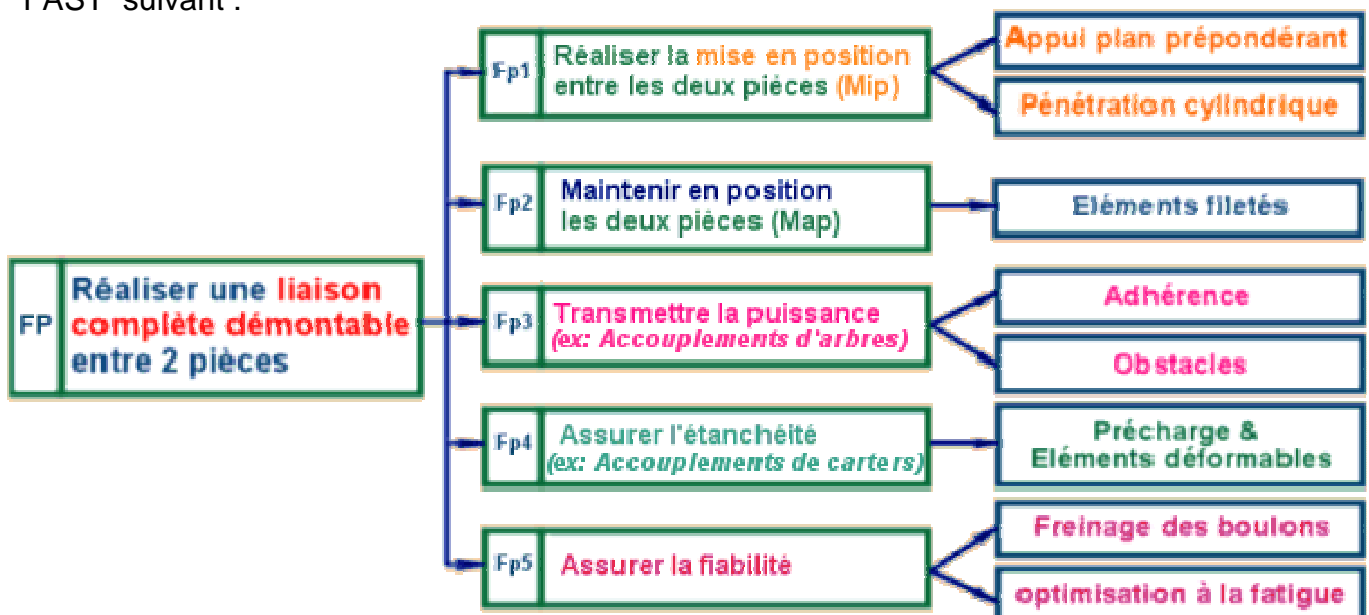 "FAST" suivant :
FP
Réaliser une liaison
complète démontable
entre 2 pièces
Fp1
Réaliser la mise en position
entre les deux pièces (Mip)
Appui plan prépondérant
Pénétration cylindrique
Fp2
Maintenir en position
les deux pièces (Map)
Eléments filetés
Fp3
Transmettre la puissance
(ex: Accouplements d'arbres)
Adhérence
Obstacles
Fp4
Assurer l'étanchéité
(ex: Accouplements de carters)
Précharge &
Eléments déformables
Fp5
Assurer la fiabilité
Freinage des boulons
optimisation à la fatigue